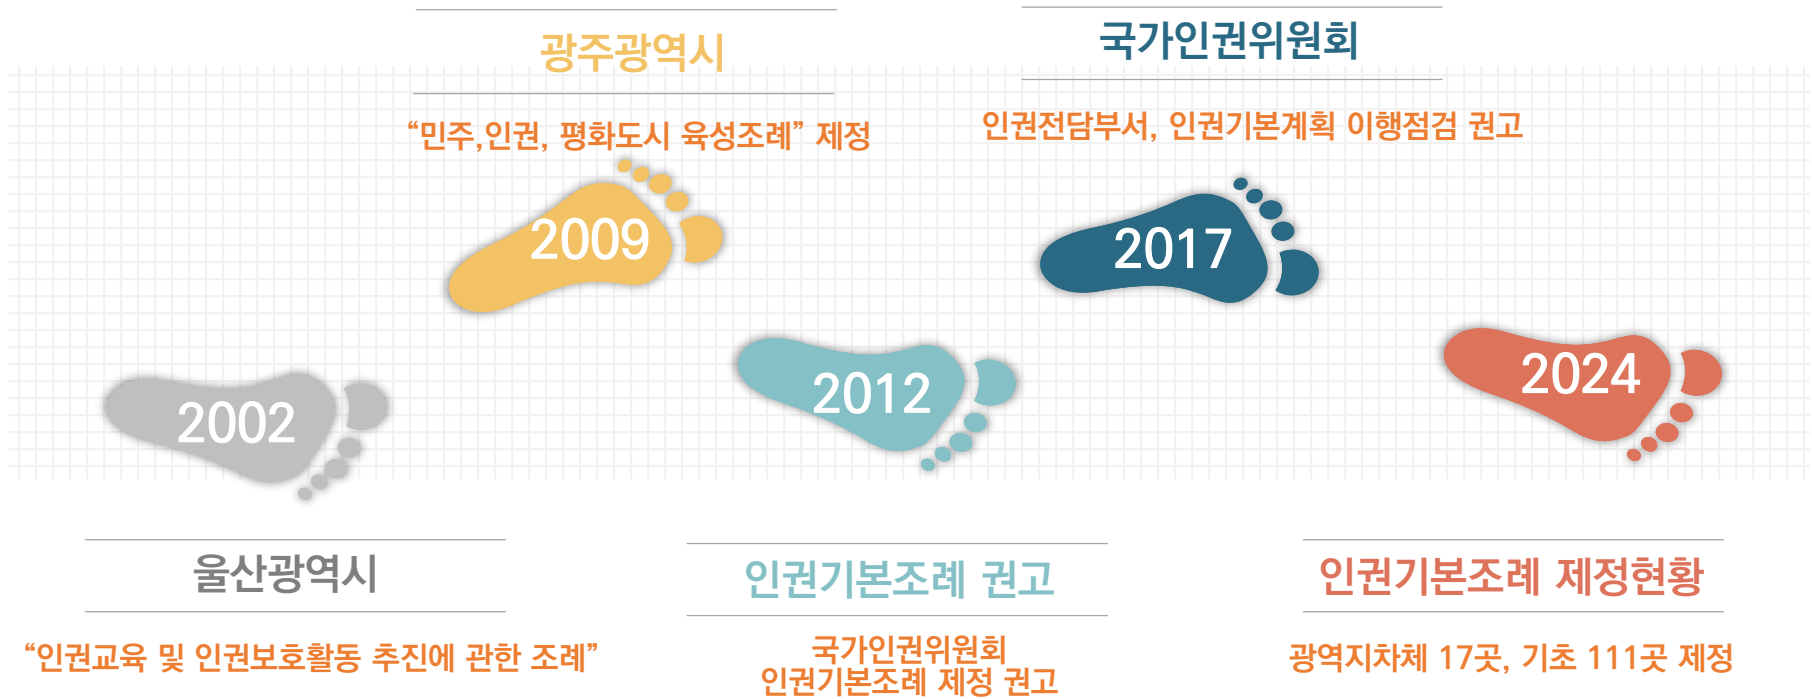 광주광역시
“민주,인권, 평화도시 육성조례” 제정
2009
국가인권위원회
인권전담부서, 인권기본계획 이행점검 권고
2017
2002
울산광역시
“인권교육 및 인권보호활동 추진에 관한 조례”
2012
인권기본조례 권고
국가인권위원회
인권기본조례 제정 권고
2024
인권기본조례 제정현황
광역지차체 17곳, 기초 111곳 제정